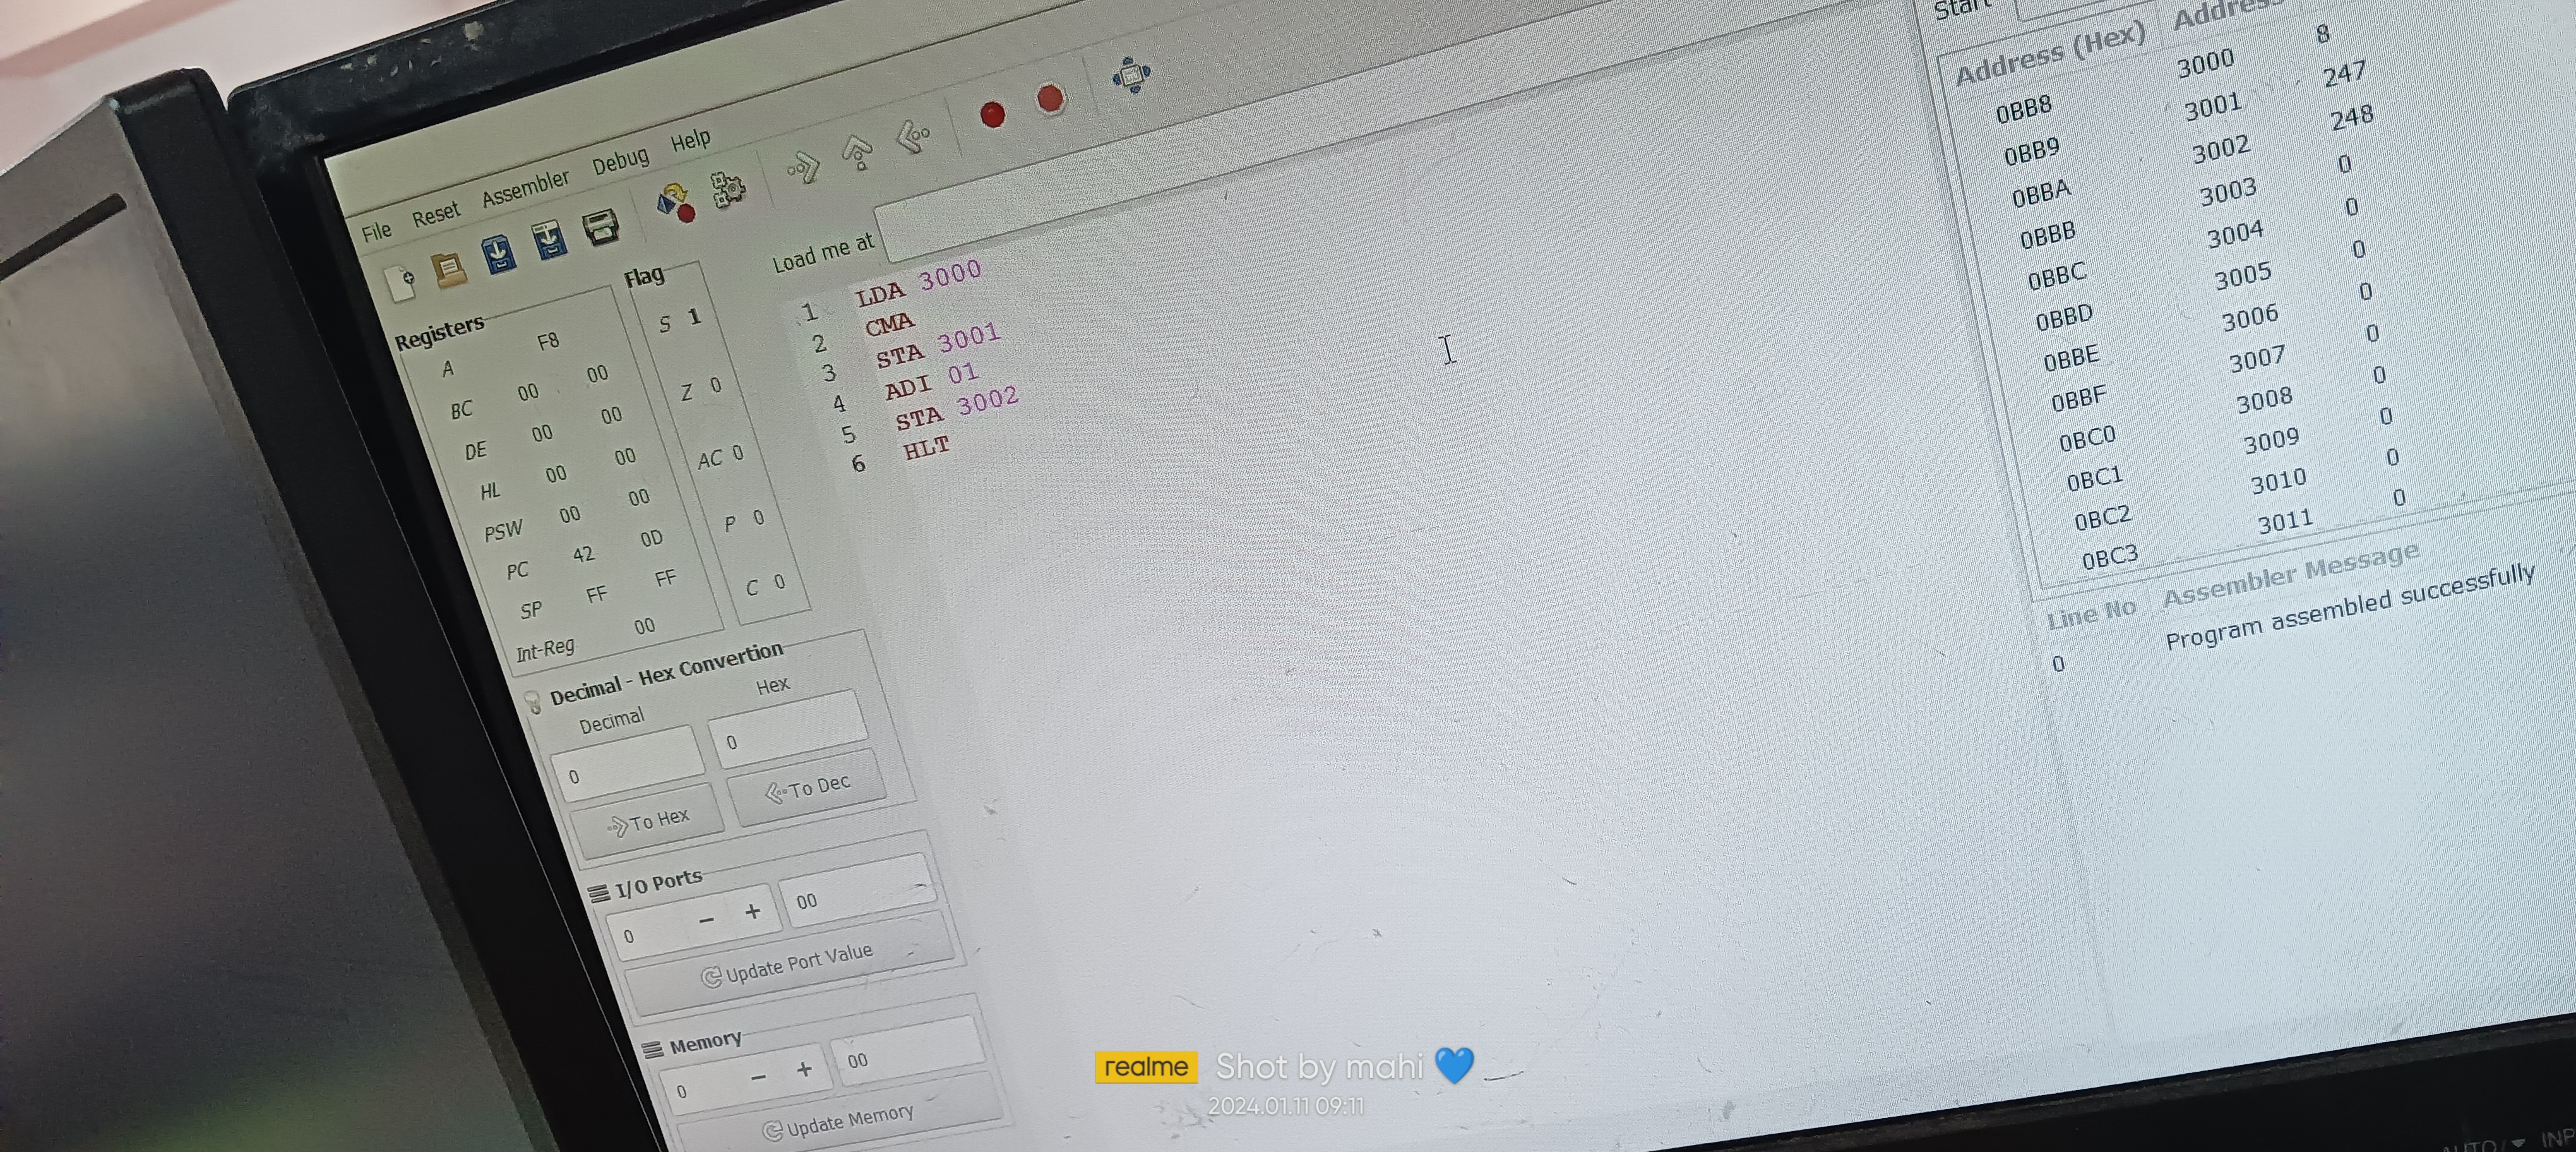 File Reset Assembler Debug Help
Registers
A F8
BC 00 00
DE 00 00
HL 00 00
PSW 00 00
PC 42 0D
SP FF FF
Int-Reg 00
Flag
S 1
Z 0
AC 0
P 0
C 0
Decimal - Hex Convertion
Decimal Hex
0 0
To Hex To Dec
I/O Ports
0 - + 00
Update Port Value
Memory
0 - + 00
Update Memory
Load me at
1 LDA 3000
2 CMA
3 STA 3001
4 ADI 01
5 STA 3002
6 HLT
Start
Address (Hex) Address
0BB8 3000 8
0BB9 3001 247
0BBA 3002 248
0BBB 3003 0
0BBC 3004 0
0BBD 3005 0
0BBE 3006 0
0BBF 3007 0
0BC0 3008 0
0BC1 3009 0
0BC2 3010 0
0BC3 3011 0
Line No Assembler Message
0 Program assembled successfully
realme Shot by mahi 💙
2024.01.11 09:11